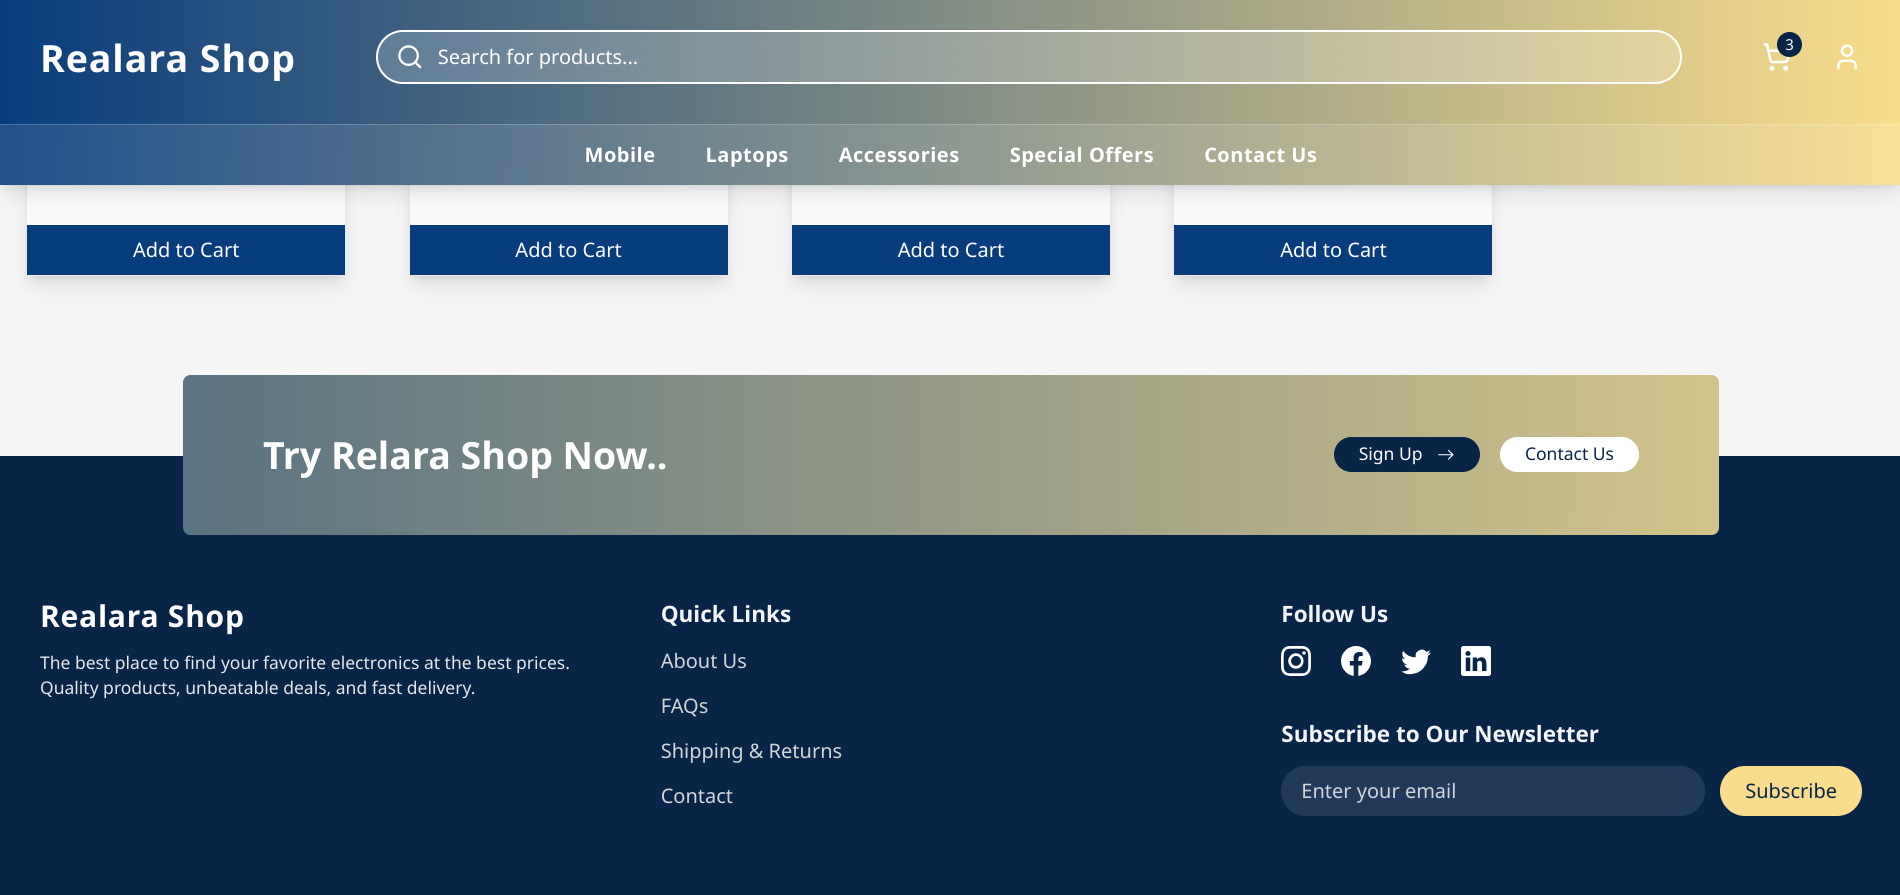 Realara Shop
Search for products...
3
Mobile
Laptops
Accessories
Special Offers
Contact Us
Add to Cart
Add to Cart
Add to Cart
Add to Cart
Try Relara Shop Now..
Sign Up
Contact Us
Realara Shop
The best place to find your favorite electronics at the best prices.
Quality products, unbeatable deals, and fast delivery.
Quick Links
About Us
FAQs
Shipping & Returns
Contact
Follow Us
Subscribe to Our Newsletter
Enter your email
Subscribe